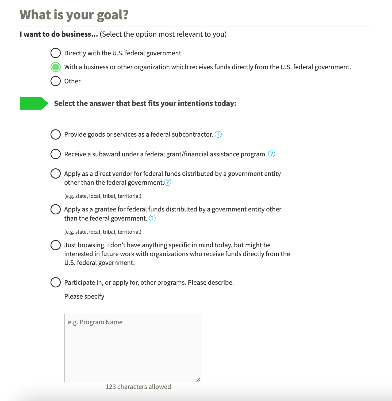 What is your goal?
I want to do business... (Select the option most relevant to you)
Directly with the U.S. federal government
With a business or other organization which receives funds directly from the U.S. federal government.
Other
Select the answer that best fits your intentions today:
Provide goods or services as a federal subcontractor. ?
Receive a subaward under a federal grant/financial assistance program ?
Apply as a direct vendor for federal funds distributed by a government entity
other than the federal government.?
(e.g. state, local, tribal, territorial)
Apply as a grantee for federal funds distributed by a government entity other
than the federal government. ?
(e.g. state, local, tribal, territorial)
Just browsing. I don't have anything specific in mind today, but might be
interested in future work with organizations who receive funds directly from the
U.S. federal government.
Participate in, or apply for, other programs. Please describe.
Please specify
e.g. Program Name
123 characters allowed